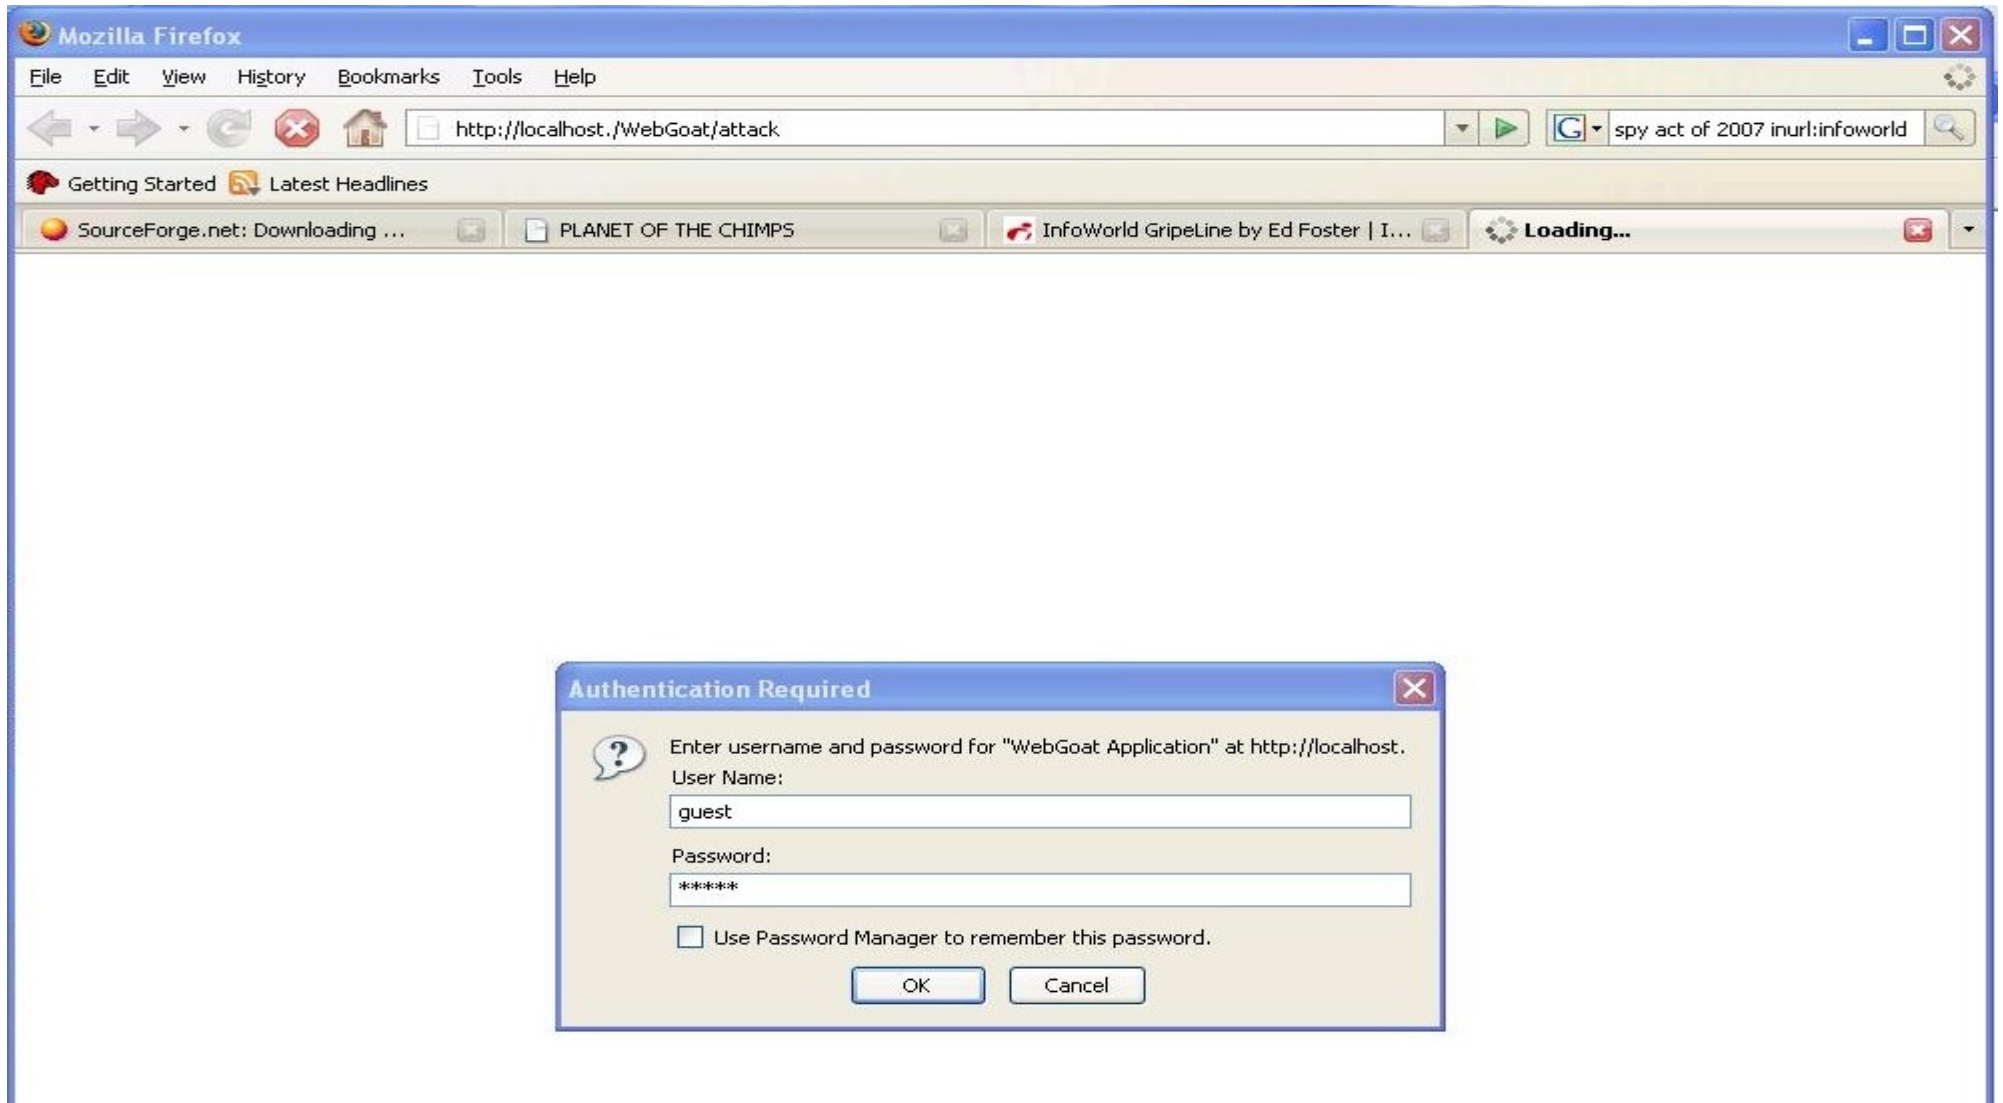 Mozilla Firefox
File Edit View History Bookmarks Tools Help
http://localhost./WebGoat/attack
G spy act of 2007 inurl:infoworld
Getting Started Latest Headlines
SourceForge.net: Downloading ... PLANET OF THE CHIMPS InfoWorld GripeLine by Ed Foster | I... Loading...
Authentication Required
Enter username and password for "WebGoat Application" at http://localhost.
User Name:
guest
Password:
*****
Use Password Manager to remember this password.
OK Cancel